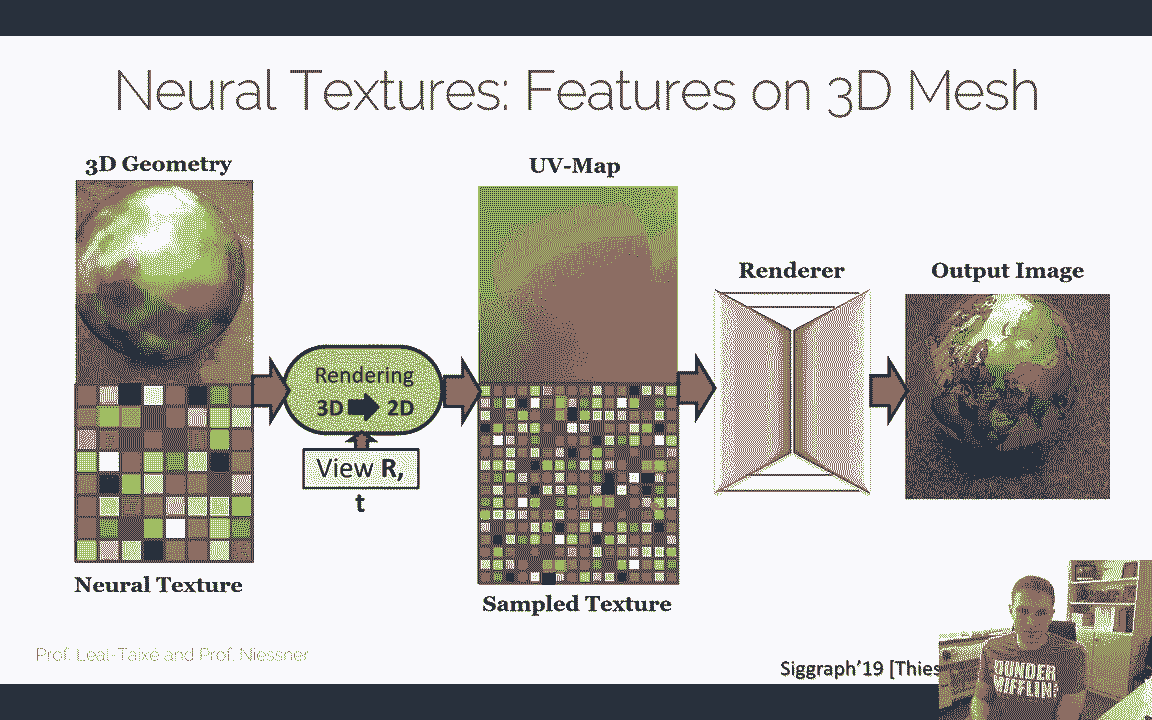 Neural Textures: Features on 3D Mesh
3D Geometry
UV-Map
Renderer
Output Image
Rendering
3D 2D
View R,
t
Neural Texture
Sampled Texture
Prof. Leal-Taixé and Prof. Niessner
Siggraph'19 [Thies
DUNDER
MIFFLIN